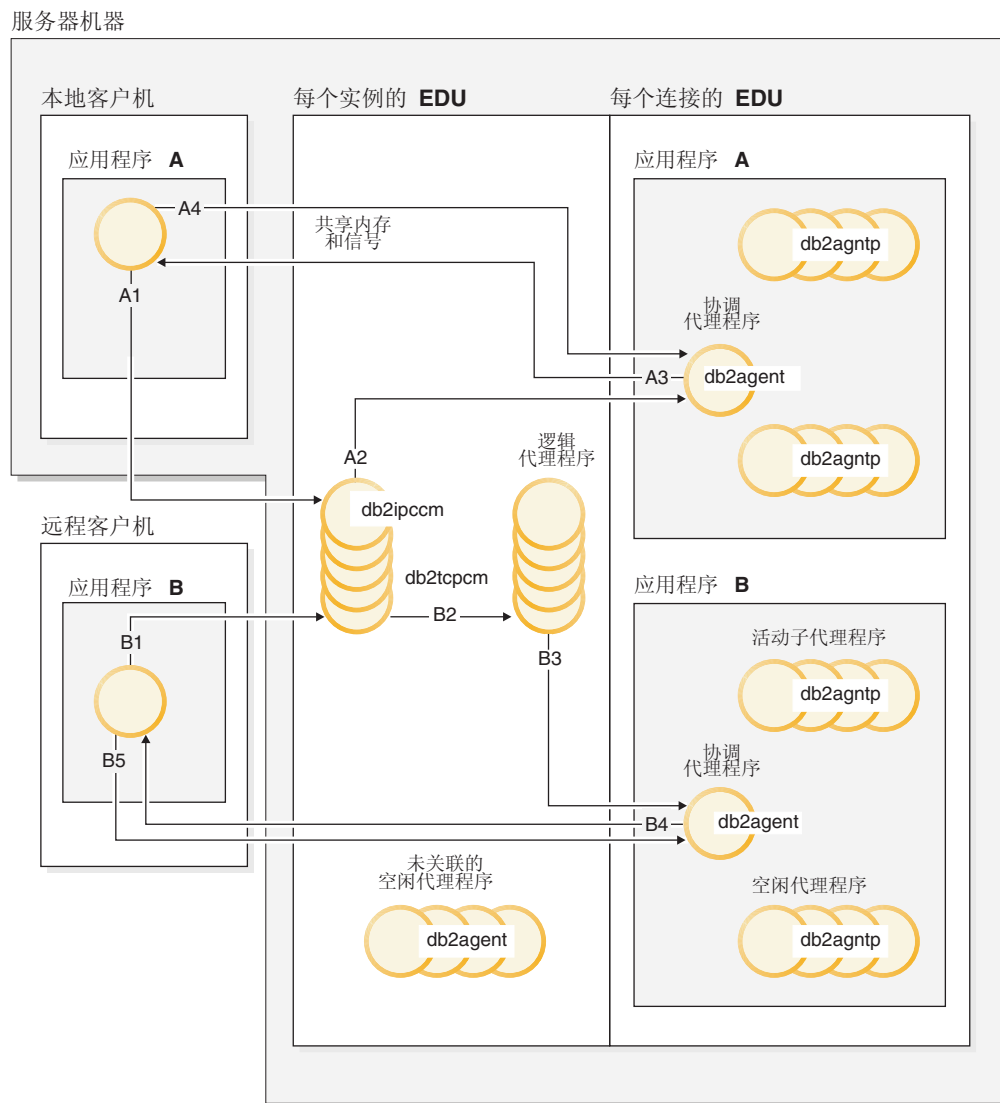 服务器机器
本地客户机
每个实例的 EDU
每个连接的 EDU
应用程序 A
应用程序 A
A4
共享内存
和信号
db2agntp
A1
协调
代理程序
A3
db2agent
A2
逻辑
代理程序
db2agntp
db2ipccm
远程客户机
db2tcpcm
应用程序 B
应用程序 B
B1
B2
B3
活动子代理程序
db2agntp
B5
协调
代理程序
B4
db2agent
未关联的
空闲代理程序
db2agent
空闲代理程序
db2agntp